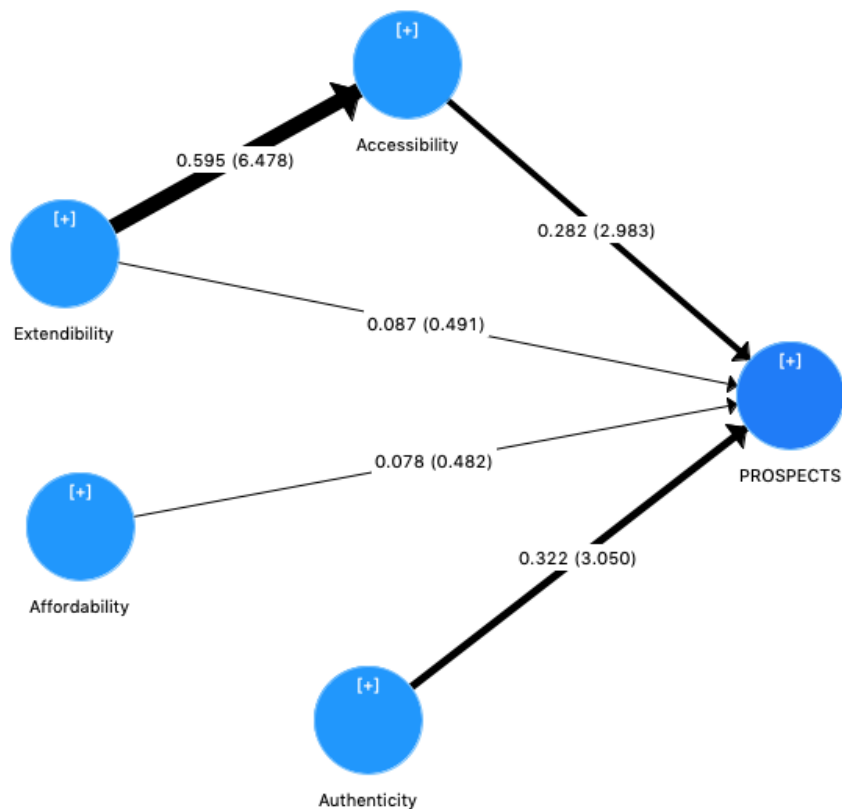 [+]
Accessibility
0.595 (6.478)
[+]
Extendibility
0.282 (2.983)
0.087 (0.491)
[+]
PROSPECTS
0.078 (0.482)
[+]
Affordability
0.322 (3.050)
[+]
Authenticity